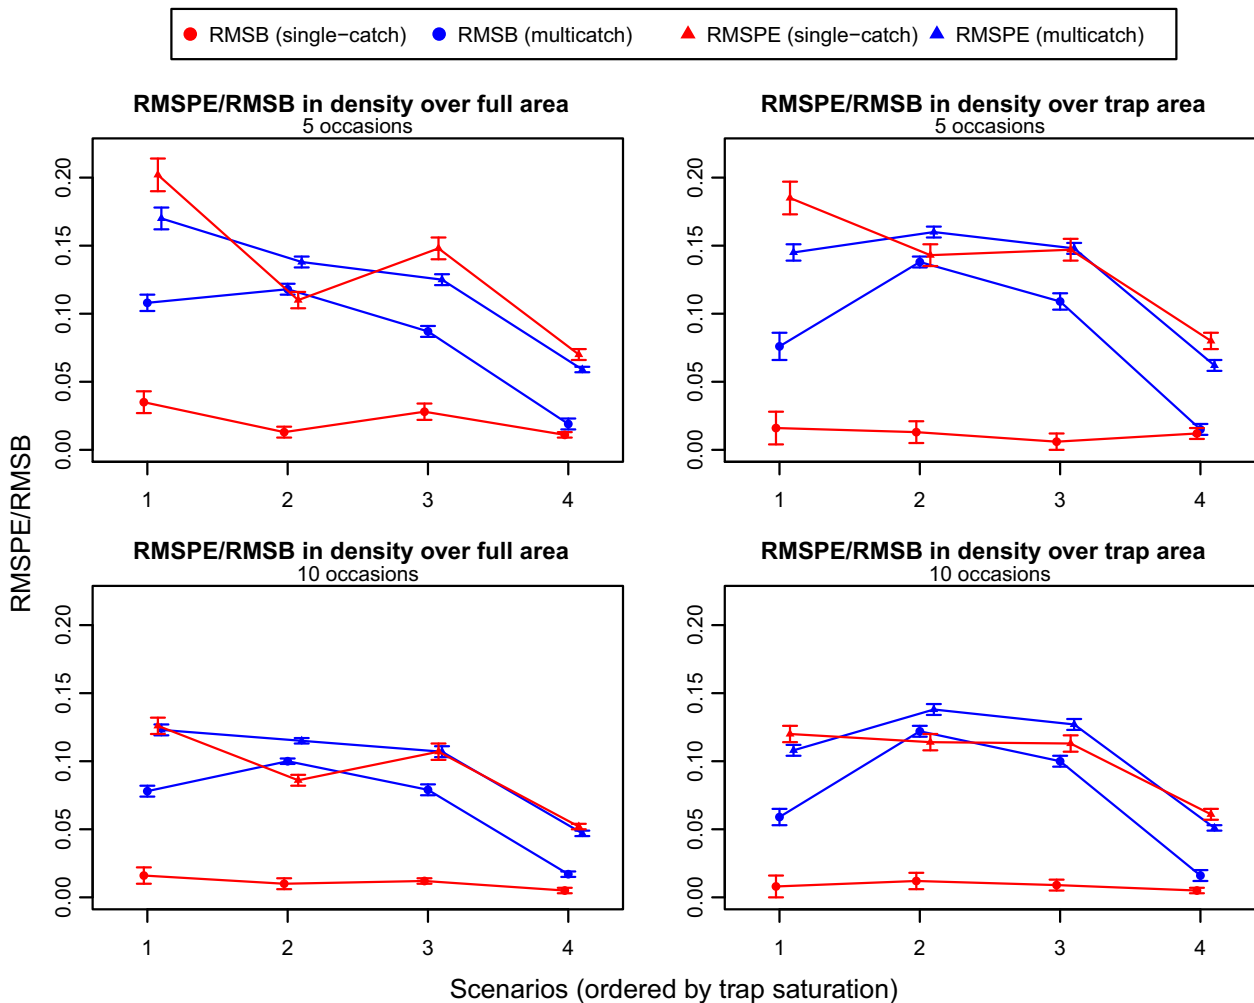 RMSB (single−catch) RMSB (multicatch) RMSPE (single−catch) RMSPE (multicatch)
RMSPE/RMSB in density over full area
5 occasions
0.00 0.05 0.10 0.15 0.20
1 2 3 4
RMSPE/RMSB in density over trap area
5 occasions
0.00 0.05 0.10 0.15 0.20
1 2 3 4
RMSPE/RMSB
RMSPE/RMSB in density over full area
10 occasions
0.00 0.05 0.10 0.15 0.20
1 2 3 4
RMSPE/RMSB in density over trap area
10 occasions
0.00 0.05 0.10 0.15 0.20
1 2 3 4
Scenarios (ordered by trap saturation)